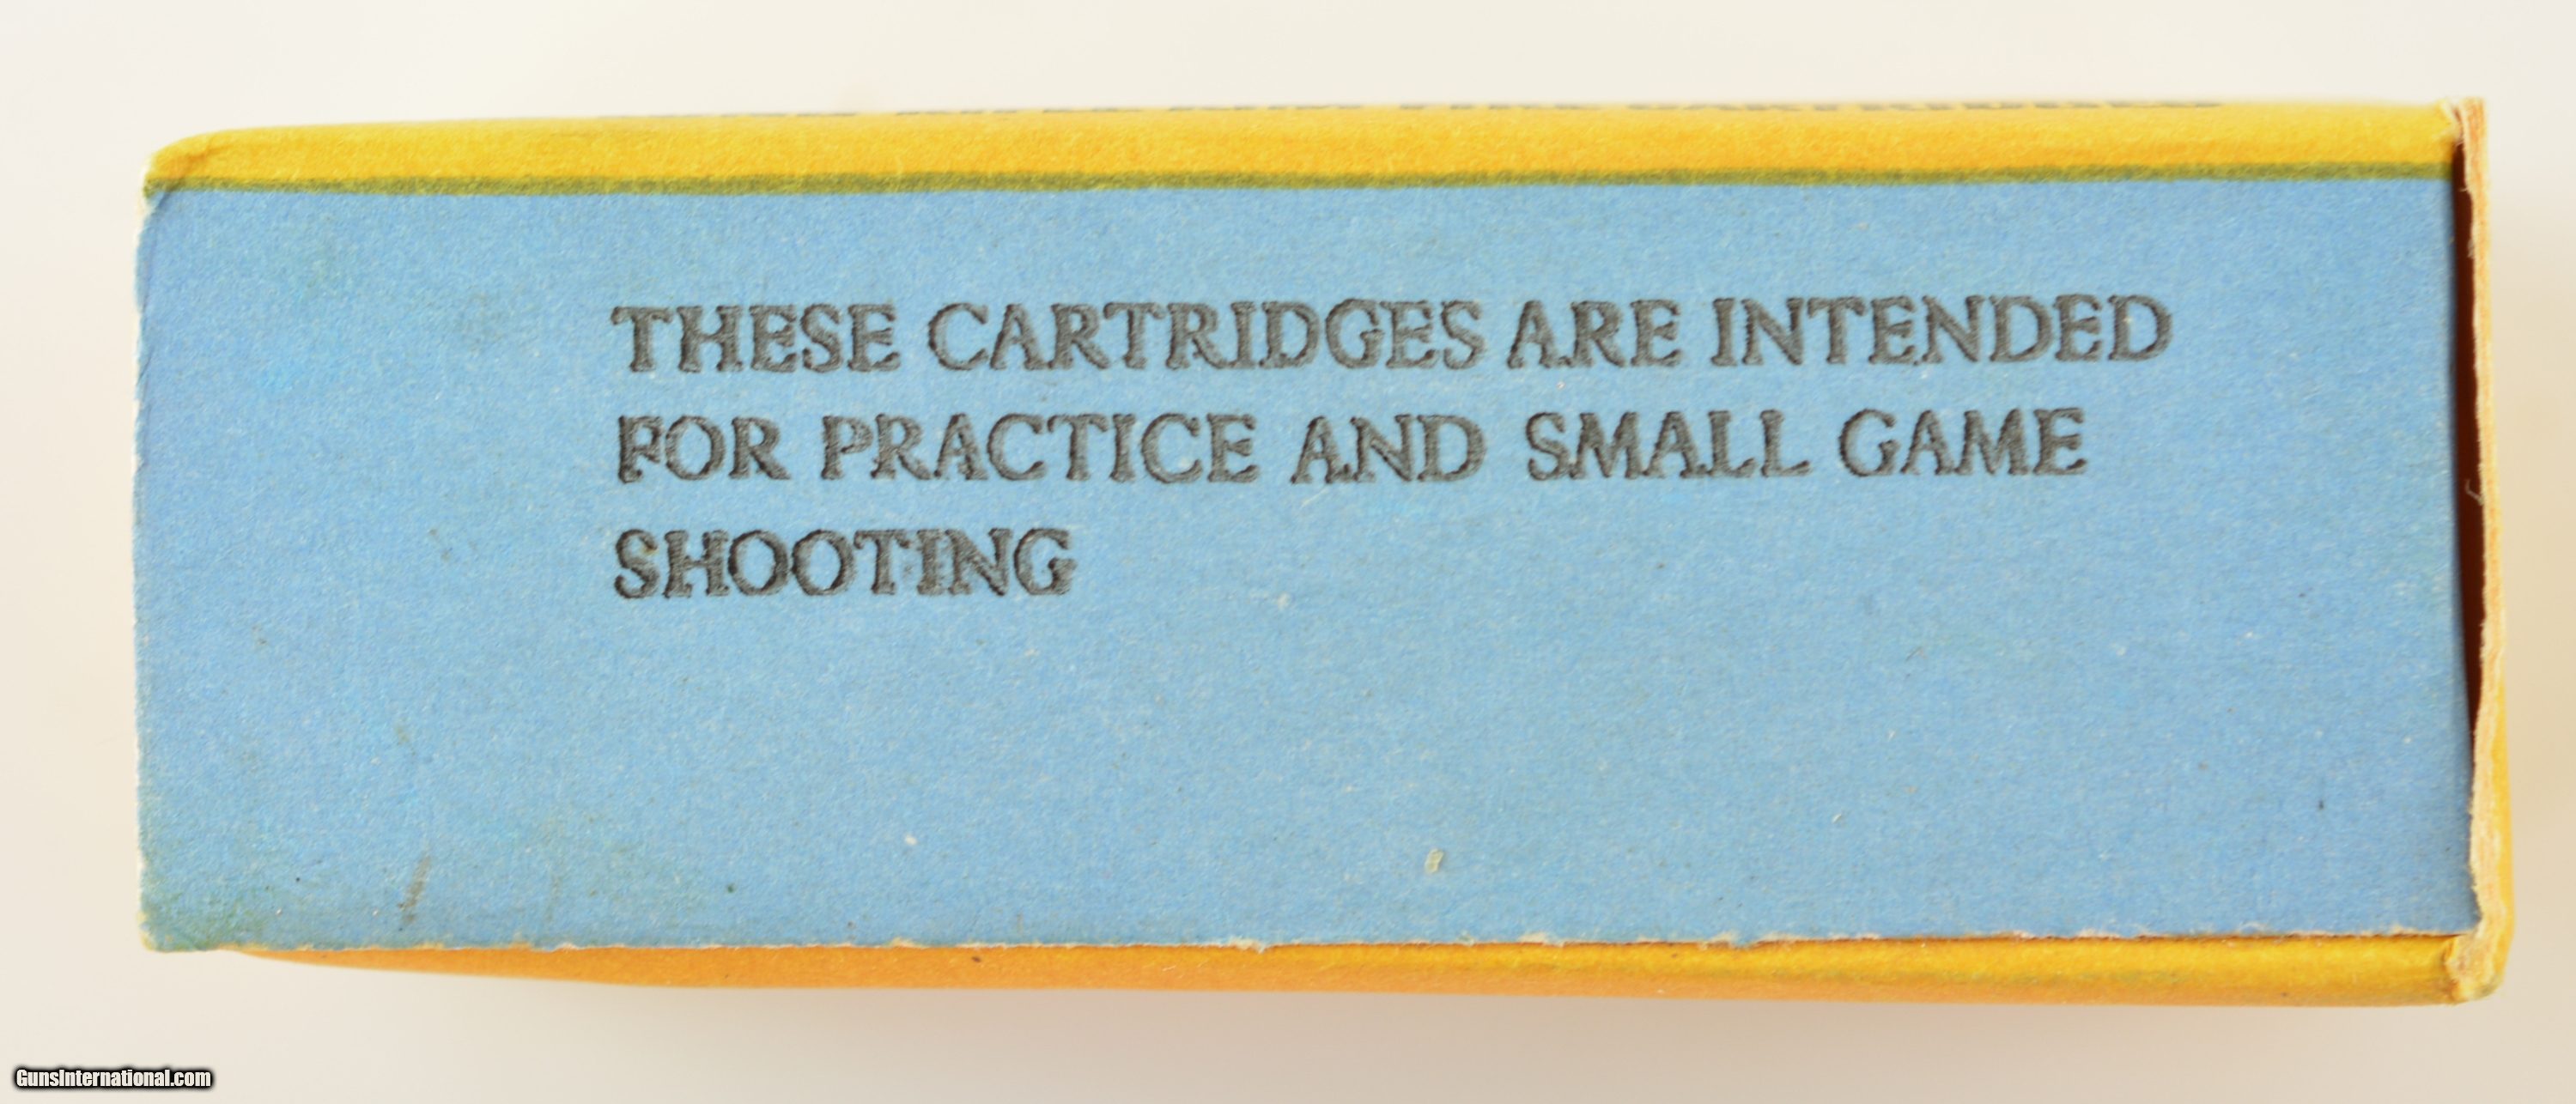 THESE CARTRIDGES ARE INTENDED
FOR PRACTICE AND SMALL GAME
SHOOTING
GunsInternational.com